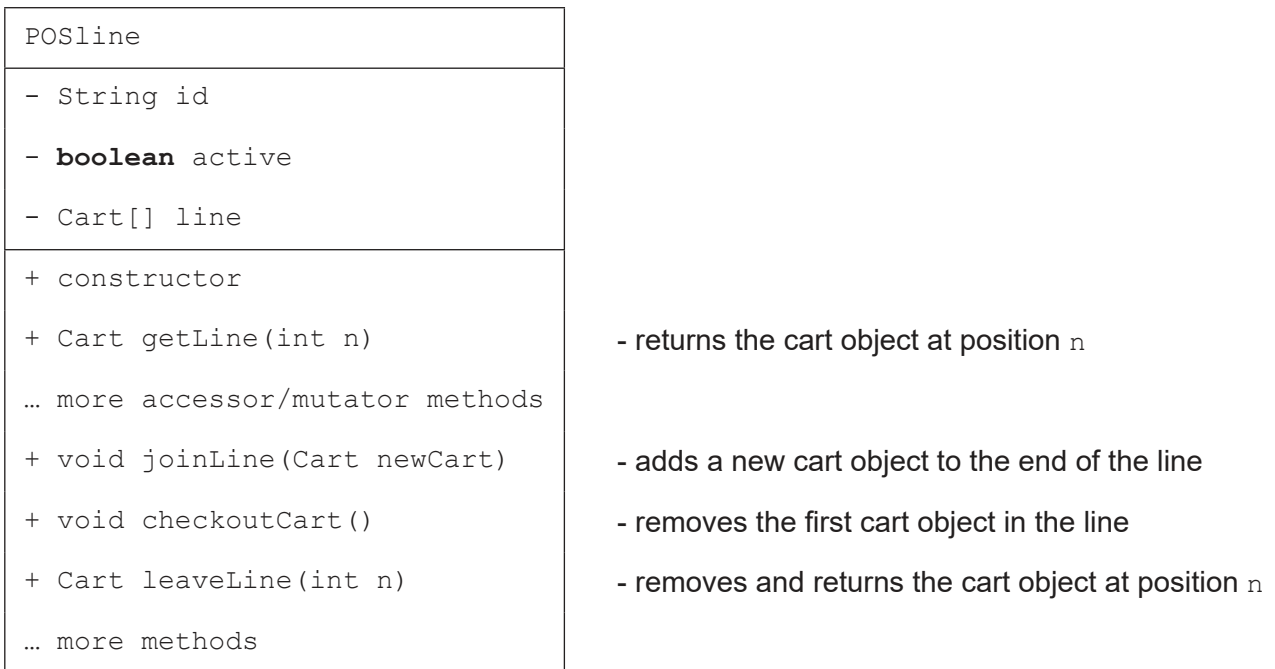 POSline
- String id
- boolean active
- Cart[] line
+ constructor
+ Cart getLine(int n) - returns the cart object at position n
… more accessor/mutator methods
+ void joinLine(Cart newCart) - adds a new cart object to the end of the line
+ void checkoutCart() - removes the first cart object in the line
+ Cart leaveLine(int n) - removes and returns the cart object at position n
… more methods